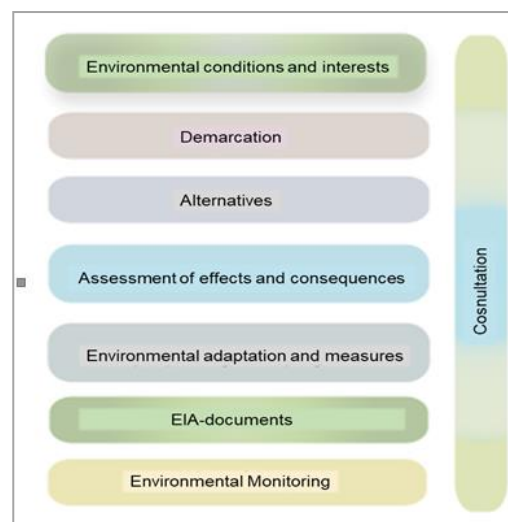 Environmental conditions and interests
Demarcation
Alternatives
Assessment of effects and consequences
Environmental adaptation and measures
EIA-documents
Environmental Monitoring
Cosnultation